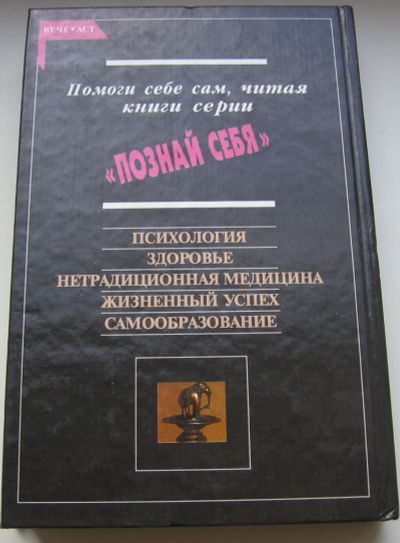 ВЕЧЕ • АСТ
Помоги себе сам, читая
книги серии
«ПОЗНАЙ СЕБЯ»
ПСИХОЛОГИЯ
ЗДОРОВЬЕ
НЕТРАДИЦИОННАЯ МЕДИЦИНА
ЖИЗНЕННЫЙ УСПЕХ
САМООБРАЗОВАНИЕ